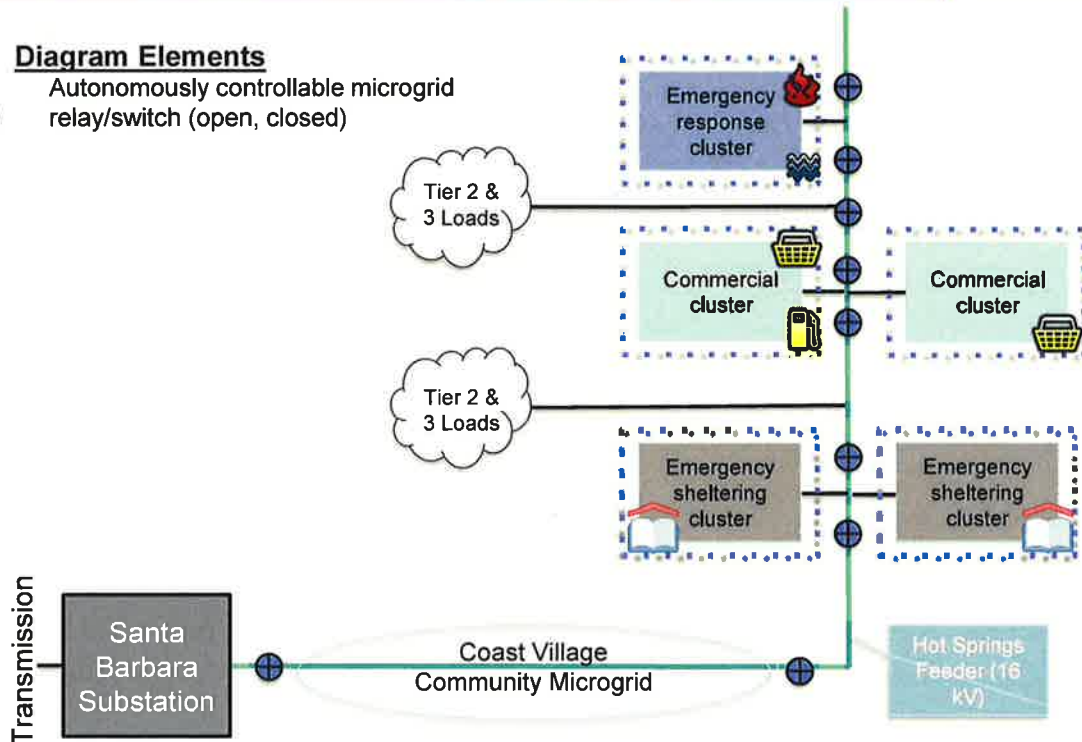 Diagram Elements
Autonomously controllable microgrid
relay/switch (open, closed)
Emergency
response
cluster
Tier 2 &
3 Loads
Commercial
cluster
Commercial
cluster
Tier 2 &
3 Loads
Emergency
sheltering
cluster
Emergency
sheltering
cluster
Transmission
Santa
Barbara
Substation
Coast Village
Community Microgrid
Hot Springs
Feeder (16
kV)